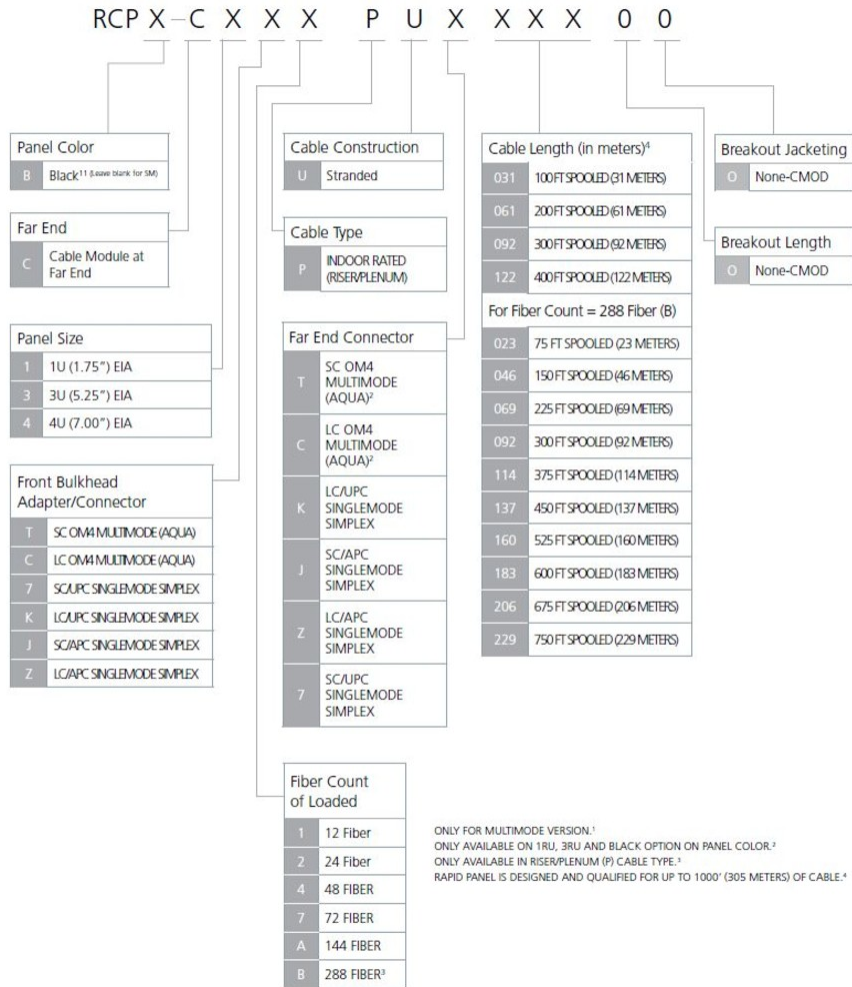 RCP X - C X X X P U X X X X 0 0
Panel Color
B Black¹¹ (Leave blank for SM)
Far End
C Cable Module at
Far End
Panel Size
1 1U (1.75") EIA
3 3U (5.25") EIA
4 4U (7.00") EIA
Front Bulkhead
Adapter/Connector
T SC OM4 MULTIMODE (AQUA)
C LC OM4 MULTIMODE (AQUA)
7 SC/UPC SINGLEMODE SIMPLEX
K LC/UPC SINGLEMODE SIMPLEX
J SC/APC SINGLEMODE SIMPLEX
Z LC/APC SINGLEMODE SIMPLEX
Cable Construction
U Stranded
Cable Type
P INDOOR RATED
(RISER/PLENUM)
Far End Connector
T SC OM4
MULTIMODE
(AQUA)²
C LC OM4
MULTIMODE
(AQUA)²
K LC/UPC
SINGLEMODE
SIMPLEX
J SC/APC
SINGLEMODE
SIMPLEX
Z LC/APC
SINGLEMODE
SIMPLEX
7 SC/UPC
SINGLEMODE
SIMPLEX
Fiber Count
of Loaded
1 12 Fiber
2 24 Fiber
4 48 FIBER
7 72 FIBER
A 144 FIBER
B 288 FIBER³
Cable Length (in meters)⁴
031 100 FT SPOOLED (31 METERS)
061 200 FT SPOOLED (61 METERS)
092 300 FT SPOOLED (92 METERS)
122 400 FT SPOOLED (122 METERS)
For Fiber Count = 288 Fiber (B)
023 75 FT SPOOLED (23 METERS)
046 150 FT SPOOLED (46 METERS)
069 225 FT SPOOLED (69 METERS)
092 300 FT SPOOLED (92 METERS)
114 375 FT SPOOLED (114 METERS)
137 450 FT SPOOLED (137 METERS)
160 525 FT SPOOLED (160 METERS)
183 600 FT SPOOLED (183 METERS)
206 675 FT SPOOLED (206 METERS)
229 750 FT SPOOLED (229 METERS)
Breakout Jacketing
O None-CMOD
Breakout Length
O None-CMOD
ONLY FOR MULTIMODE VERSION.¹
ONLY AVAILABLE ON 1RU, 3RU AND BLACK OPTION ON PANEL COLOR.²
ONLY AVAILABLE IN RISER/PLENUM (P) CABLE TYPE.³
RAPID PANEL IS DESIGNED AND QUALIFIED FOR UP TO 1000' (305 METERS) OF CABLE.⁴